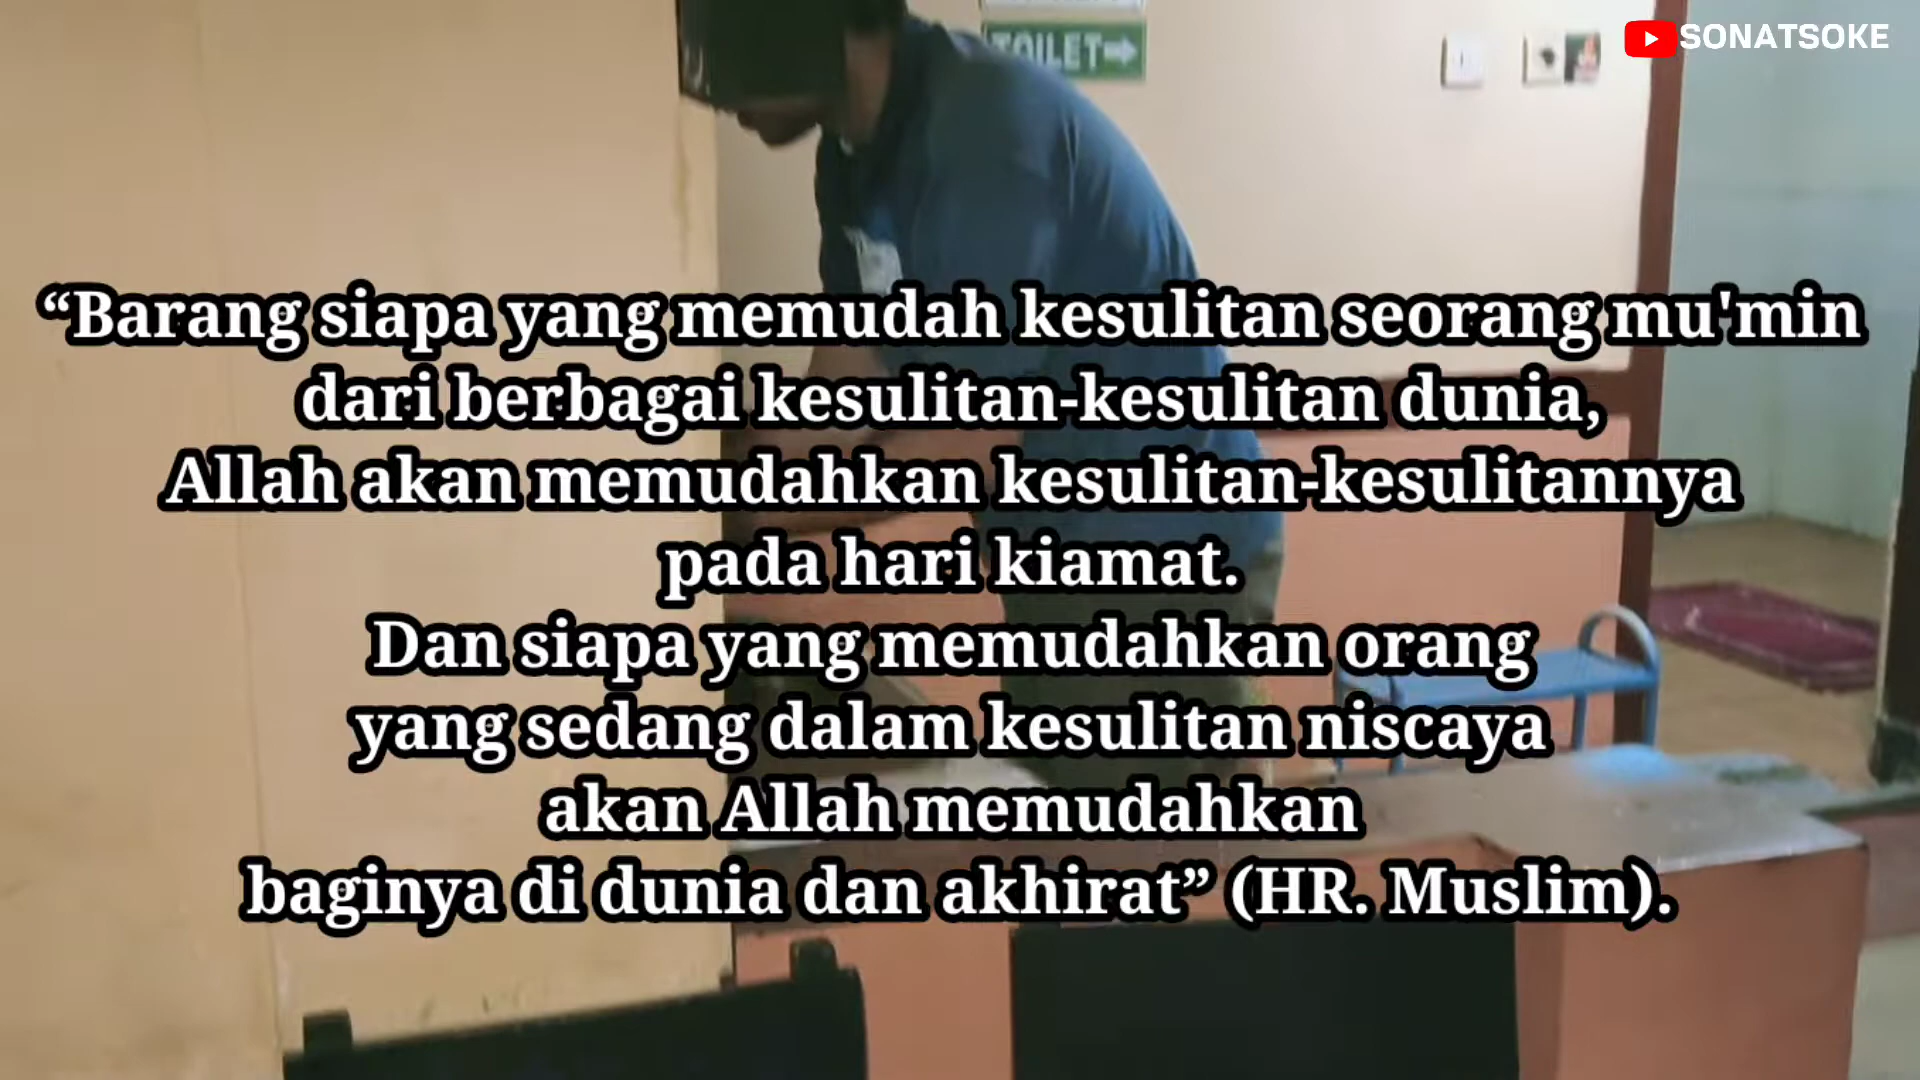 TOILET→
SONATSOKE
“Barang siapa yang memudah kesulitan seorang mu'min
dari berbagai kesulitan-kesulitan dunia,
Allah akan memudahkan kesulitan-kesulitannya
pada hari kiamat.
Dan siapa yang memudahkan orang
yang sedang dalam kesulitan niscaya
akan Allah memudahkan
baginya di dunia dan akhirat” (HR. Muslim).